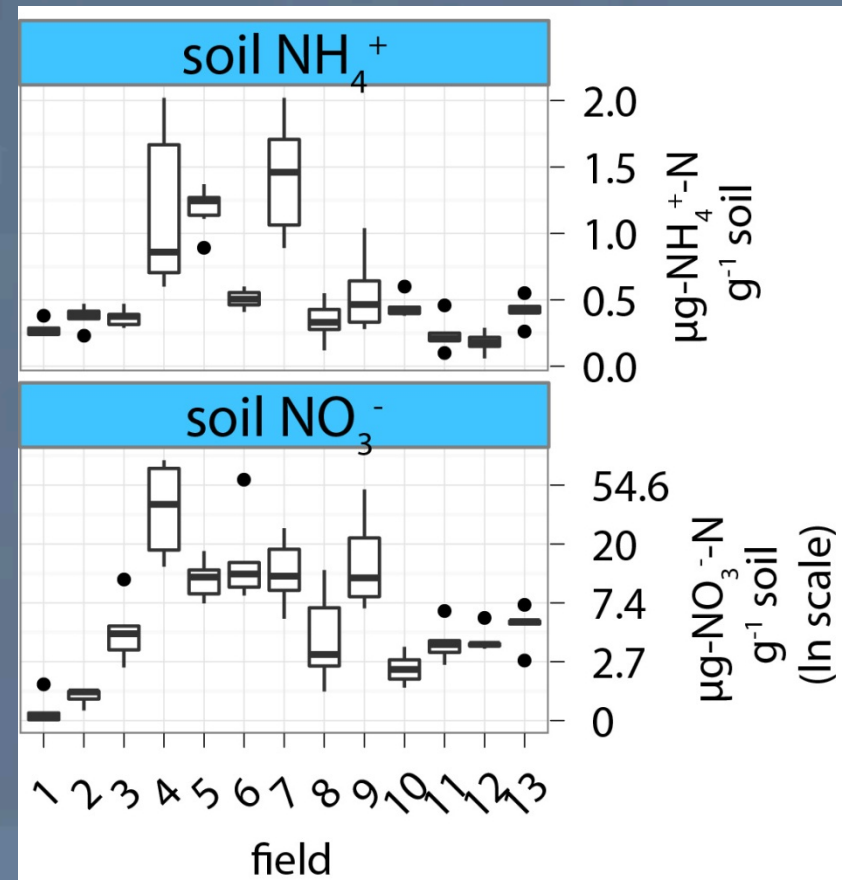 soil NH₄⁺
2.0
1.5
1.0
0.5
0.0
µg-NH₄⁺-N
g⁻¹ soil
soil NO₃⁻
54.6
20
7.4
2.7
0
µg-NO₃⁻-N
g⁻¹ soil
(ln scale)
1 2 3 4 5 6 7 8 9 10 11 12 13
field